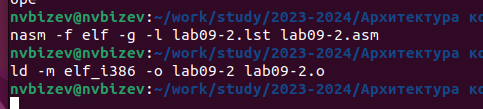 nvbizev@nvbizev:~/work/study/2023-2024/Архитектура
nasm -f elf -g -l lab09-2.lst lab09-2.asm
nvbizev@nvbizev:~/work/study/2023-2024/Архитектура
ld -m elf_i386 -o lab09-2 lab09-2.o
nvbizev@nvbizev:~/work/study/2023-2024/Архитектура